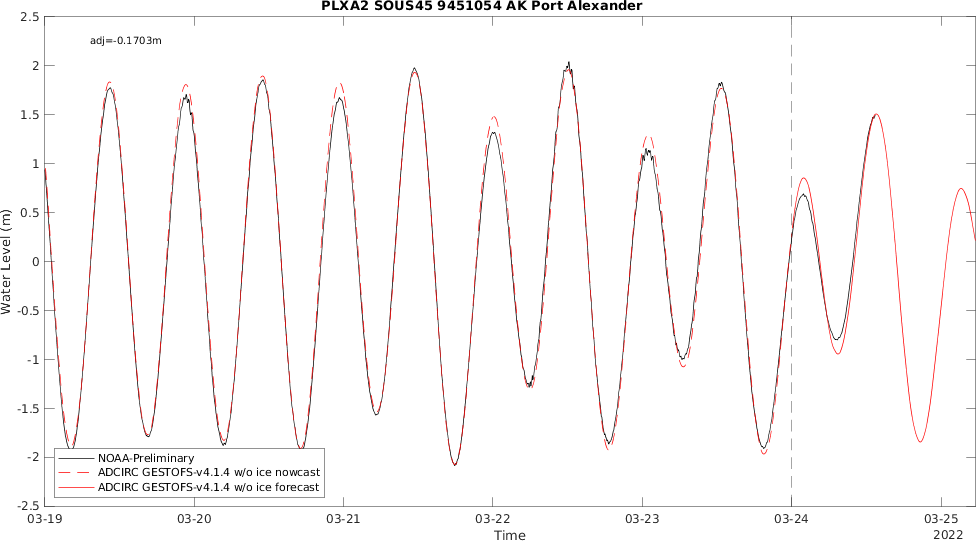 PLXA2 SOUS45 9451054 AK Port Alexander
2.5
adj=-0.1703m
2
1.5
1
0.5
0
-0.5
-1
-1.5
-2
-2.5
Water Level (m)
NOAA-Preliminary
ADCIRC GESTOFS-v4.1.4 w/o ice nowcast
ADCIRC GESTOFS-v4.1.4 w/o ice forecast
03-19 03-20 03-21 03-22 03-23 03-24 03-25
Time 2022